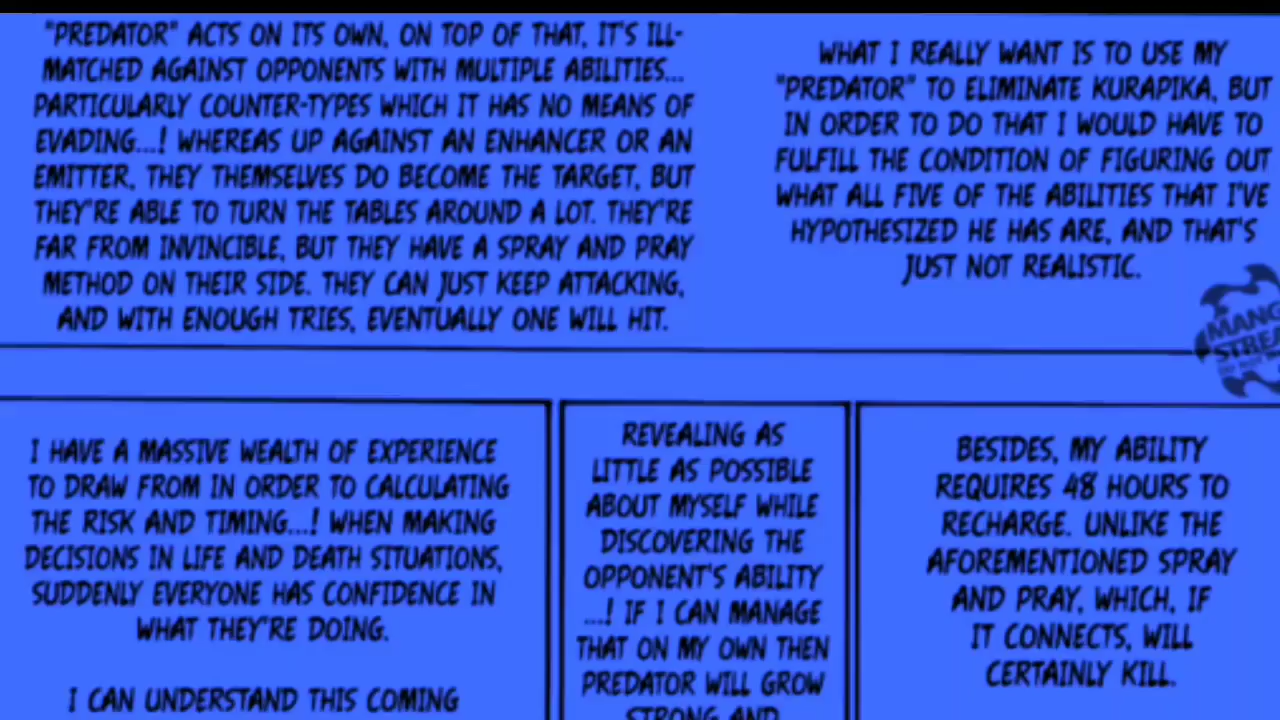 "PREDATOR" ACTS ON ITS OWN, ON TOP OF THAT, IT'S ILL-
MATCHED AGAINST OPPONENTS WITH MULTIPLE ABILITIES...
PARTICULARLY COUNTER-TYPES WHICH IT HAS NO MEANS OF
EVADING...! WHEREAS UP AGAINST AN ENHANCER OR AN
EMITTER, THEY THEMSELVES DO BECOME THE TARGET, BUT
THEY'RE ABLE TO TURN THE TABLES AROUND A LOT. THEY'RE
FAR FROM INVINCIBLE, BUT THEY HAVE A SPRAY AND PRAY
METHOD ON THEIR SIDE. THEY CAN JUST KEEP ATTACKING,
AND WITH ENOUGH TRIES, EVENTUALLY ONE WILL HIT.
WHAT I REALLY WANT IS TO USE MY
"PREDATOR" TO ELIMINATE KURAPIKA, BUT
IN ORDER TO DO THAT I WOULD HAVE TO
FULFILL THE CONDITION OF FIGURING OUT
WHAT ALL FIVE OF THE ABILITIES THAT I'VE
HYPOTHESIZED HE HAS ARE, AND THAT'S
JUST NOT REALISTIC.
MANG
STREA
I HAVE A MASSIVE WEALTH OF EXPERIENCE
TO DRAW FROM IN ORDER TO CALCULATING
THE RISK AND TIMING...! WHEN MAKING
DECISIONS IN LIFE AND DEATH SITUATIONS,
SUDDENLY EVERYONE HAS CONFIDENCE IN
WHAT THEY'RE DOING.
I CAN UNDERSTAND THIS COMING
REVEALING AS
LITTLE AS POSSIBLE
ABOUT MYSELF WHILE
DISCOVERING THE
OPPONENT'S ABILITY
...! IF I CAN MANAGE
THAT ON MY OWN THEN
PREDATOR WILL GROW
STRONG AND
BESIDES, MY ABILITY
REQUIRES 48 HOURS TO
RECHARGE. UNLIKE THE
AFOREMENTIONED SPRAY
AND PRAY, WHICH, IF
IT CONNECTS, WILL
CERTAINLY KILL.